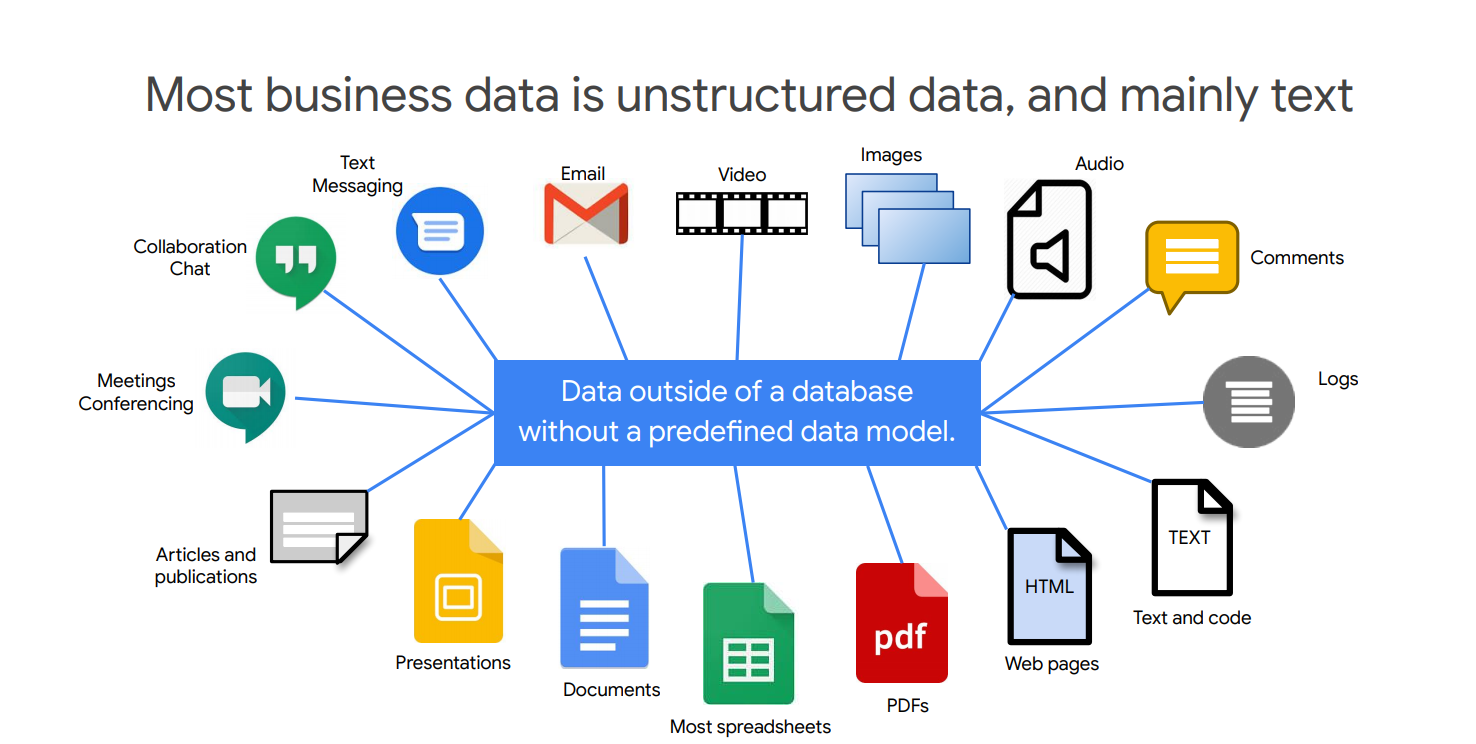 Most business data is unstructured data, and mainly text
Text
Messaging
Email
Video
Images
Audio
Collaboration
Chat
Comments
Meetings
Conferencing
Data outside of a database
without a predefined data model.
Logs
Articles and
publications
Presentations
Documents
Most spreadsheets
pdf
PDFs
HTML
Web pages
TEXT
Text and code